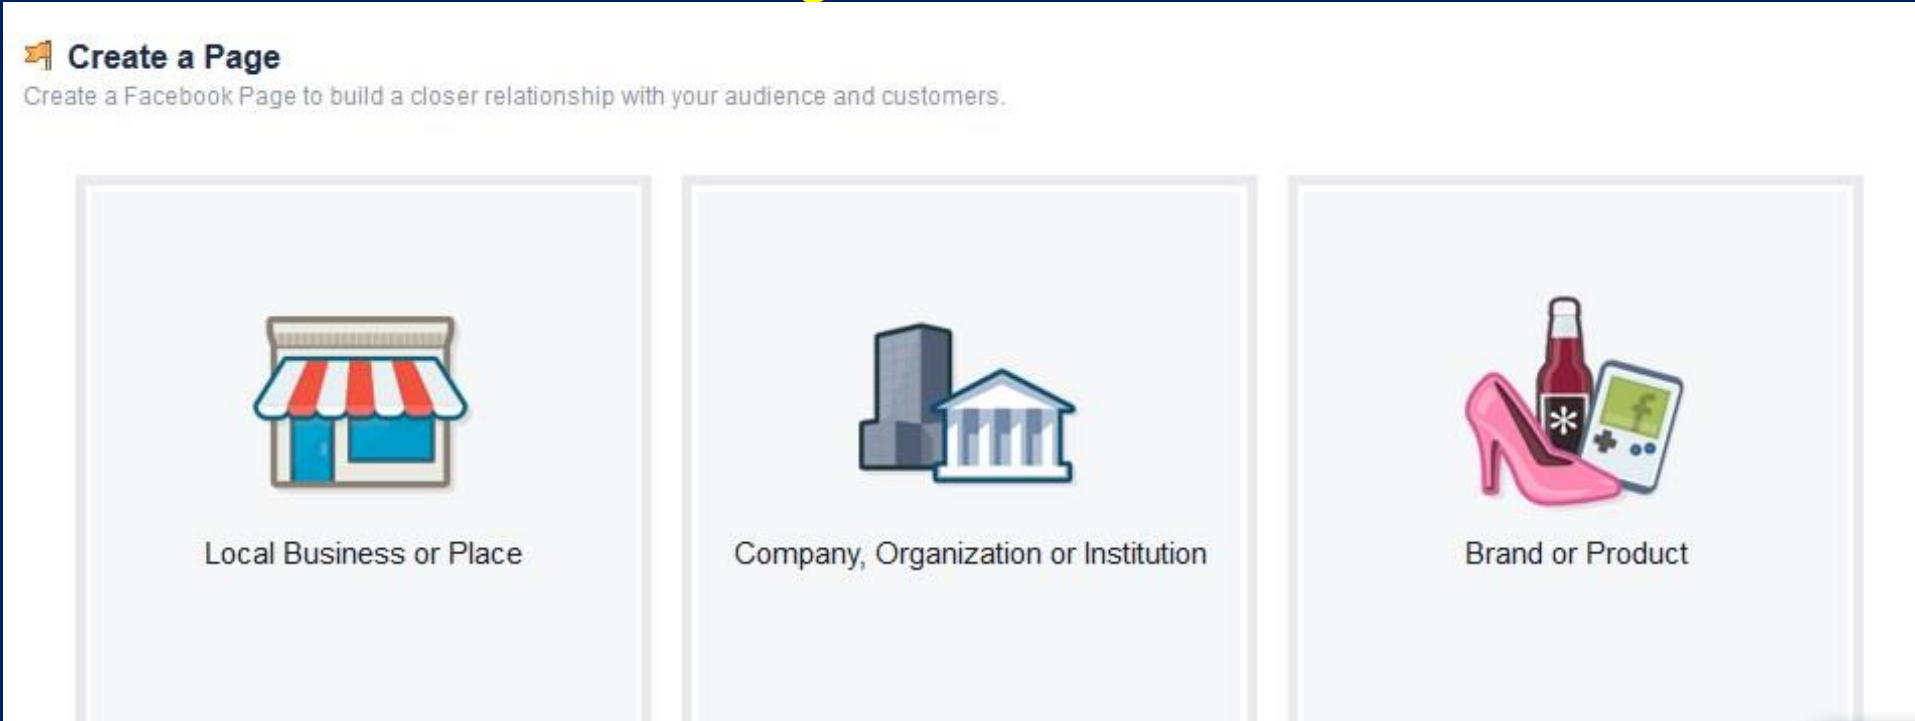 Create a Page
Create a Facebook Page to build a closer relationship with your audience and customers.
Local Business or Place
Company, Organization or Institution
Brand or Product